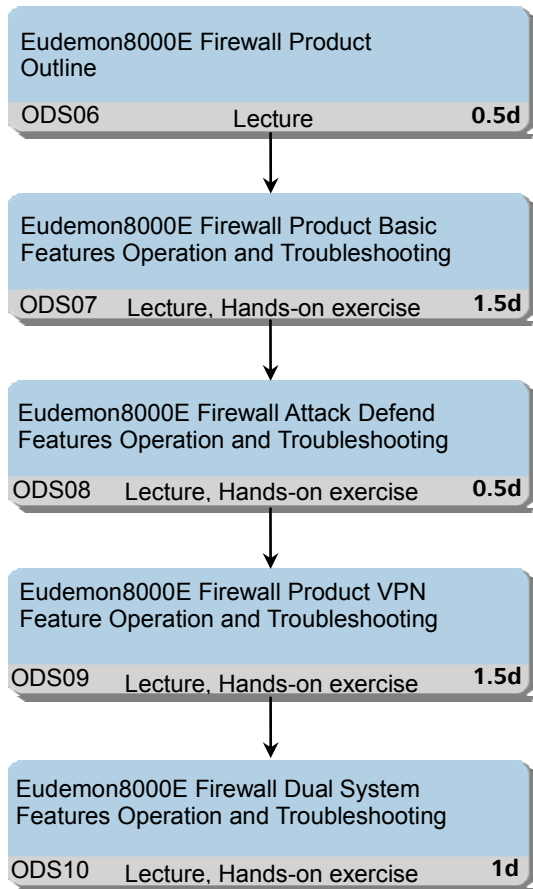 Eudemon8000E Firewall Product
Outline
ODS06 Lecture 0.5d
Eudemon8000E Firewall Product Basic
Features Operation and Troubleshooting
ODS07 Lecture, Hands-on exercise 1.5d
Eudemon8000E Firewall Attack Defend
Features Operation and Troubleshooting
ODS08 Lecture, Hands-on exercise 0.5d
Eudemon8000E Firewall Product VPN
Feature Operation and Troubleshooting
ODS09 Lecture, Hands-on exercise 1.5d
Eudemon8000E Firewall Dual System
Features Operation and Troubleshooting
ODS10 Lecture, Hands-on exercise 1d